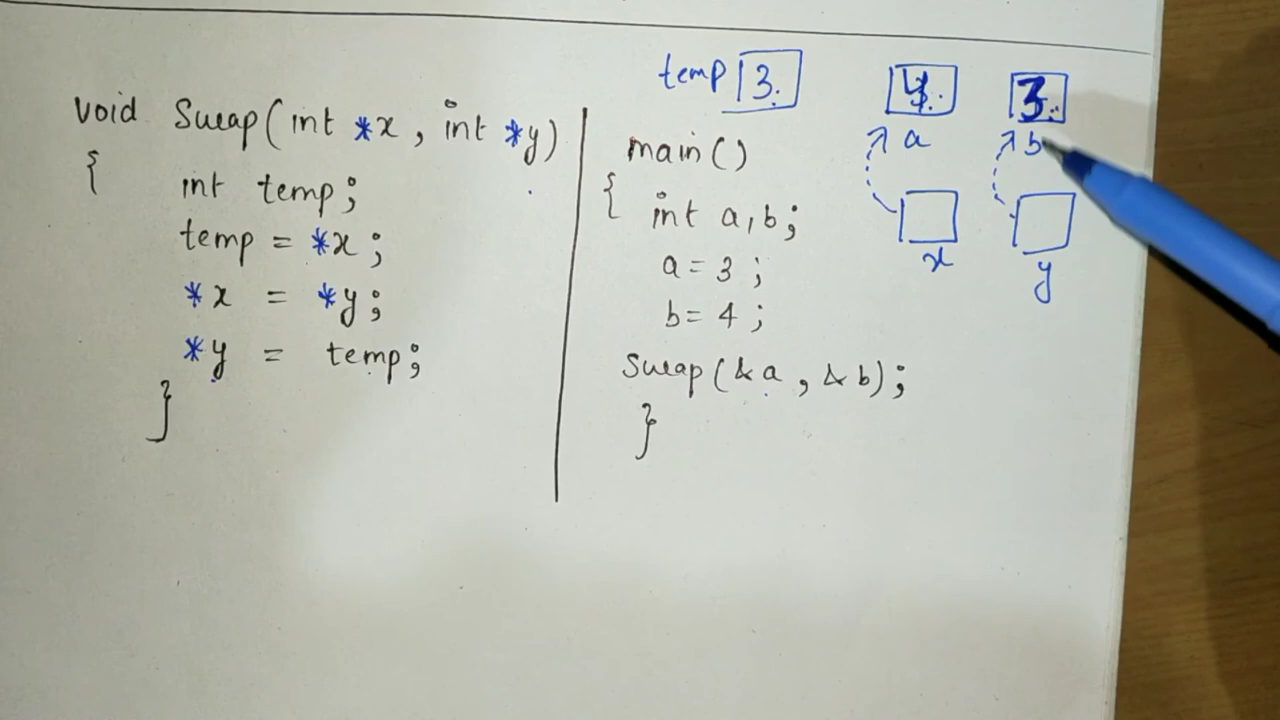 void Swap(int *x, int *y)
{ int temp;
temp = *x;
*x = *y;
*y = temp;
}
temp 3.
main()
{ int a,b;
a = 3 ;
b = 4 ;
Swap(&a, &b);
}
4 3
a b
x y